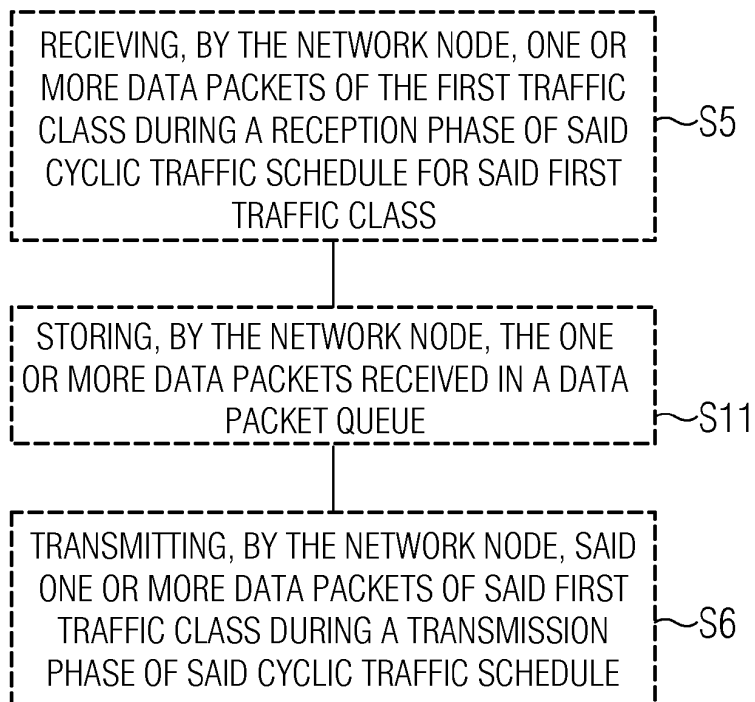 RECIEVING, BY THE NETWORK NODE, ONE OR
MORE DATA PACKETS OF THE FIRST TRAFFIC
CLASS DURING A RECEPTION PHASE OF SAID
CYCLIC TRAFFIC SCHEDULE FOR SAID FIRST
TRAFFIC CLASS
S5
STORING, BY THE NETWORK NODE, THE ONE
OR MORE DATA PACKETS RECEIVED IN A DATA
PACKET QUEUE
S11
TRANSMITTING, BY THE NETWORK NODE, SAID
ONE OR MORE DATA PACKETS OF SAID FIRST
TRAFFIC CLASS DURING A TRANSMISSION
PHASE OF SAID CYCLIC TRAFFIC SCHEDULE
S6